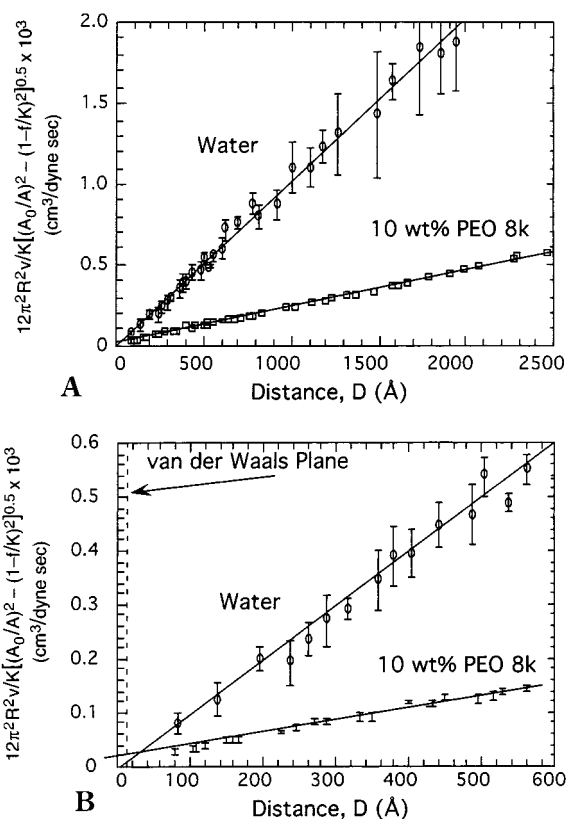 12π²R²v/K[(A₀/A)² − (1−f/K)²]⁰·⁵ x 10³
(cm³/dyne sec)
2.0
1.5
1.0
0.5
0
Water
10 wt% PEO 8k
0 500 1000 1500 2000 2500
A
Distance, D (Å)
12π²R²v/K[(A₀/A)² − (1−f/K)²]⁰·⁵ x 10³
(cm³/dyne sec)
0.6
0.5
0.4
0.3
0.2
0.1
0
van der Waals Plane
Water
10 wt% PEO 8k
0 100 200 300 400 500 600
B
Distance, D (Å)